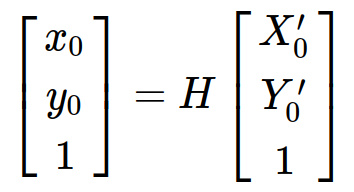 [x₀ y₀ 1]ᵀ = H [X′₀ Y′₀ 1]ᵀ